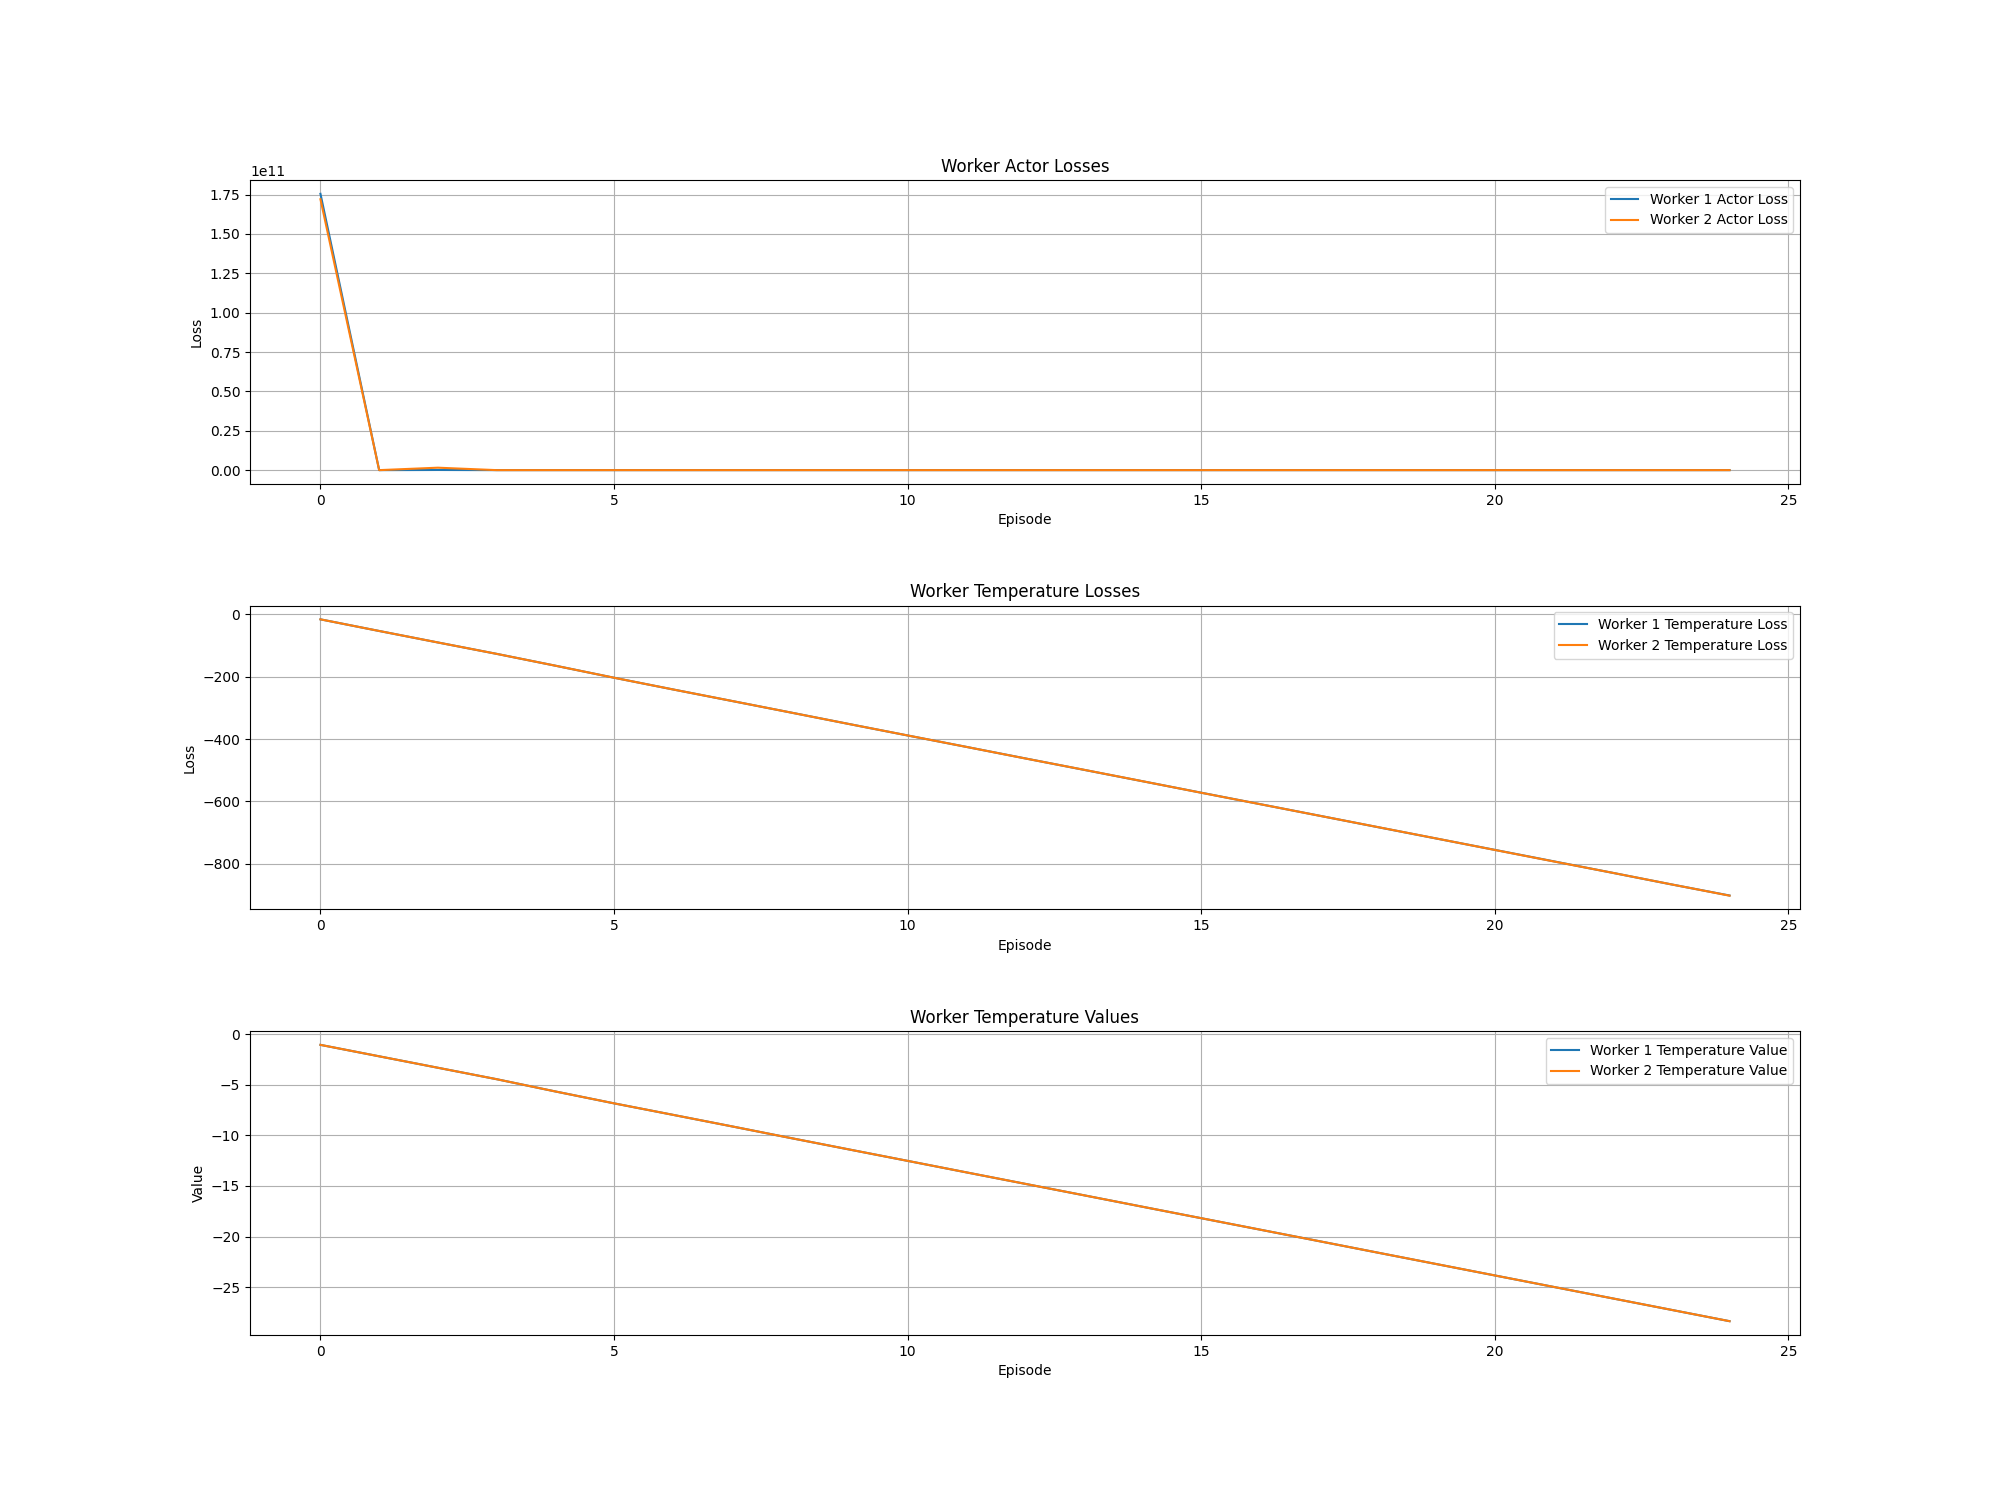 Worker Actor Losses
1e11
1.75
1.50
1.25
1.00
0.75
0.50
0.25
0.00
Loss
Worker 1 Actor Loss
Worker 2 Actor Loss
0 5 10 15 20 25
Episode
Worker Temperature Losses
0
−200
−400
−600
−800
Loss
Worker 1 Temperature Loss
Worker 2 Temperature Loss
0 5 10 15 20 25
Episode
Worker Temperature Values
0
−5
−10
−15
−20
−25
Value
Worker 1 Temperature Value
Worker 2 Temperature Value
0 5 10 15 20 25
Episode